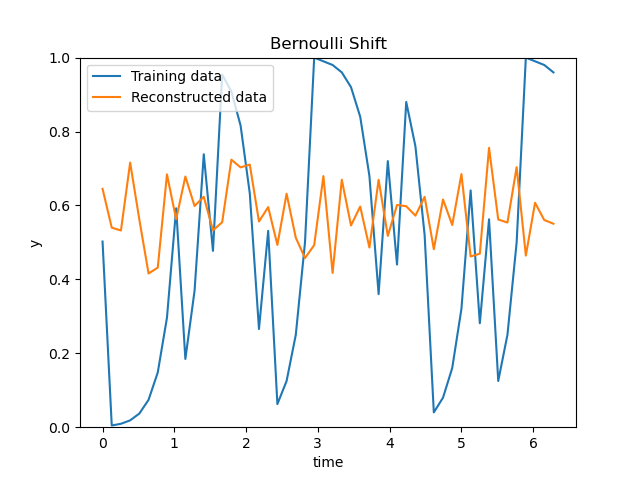 Bernoulli Shift
Training data
Reconstructed data
y
1.0
0.8
0.6
0.4
0.2
0.0
0 1 2 3 4 5 6
time